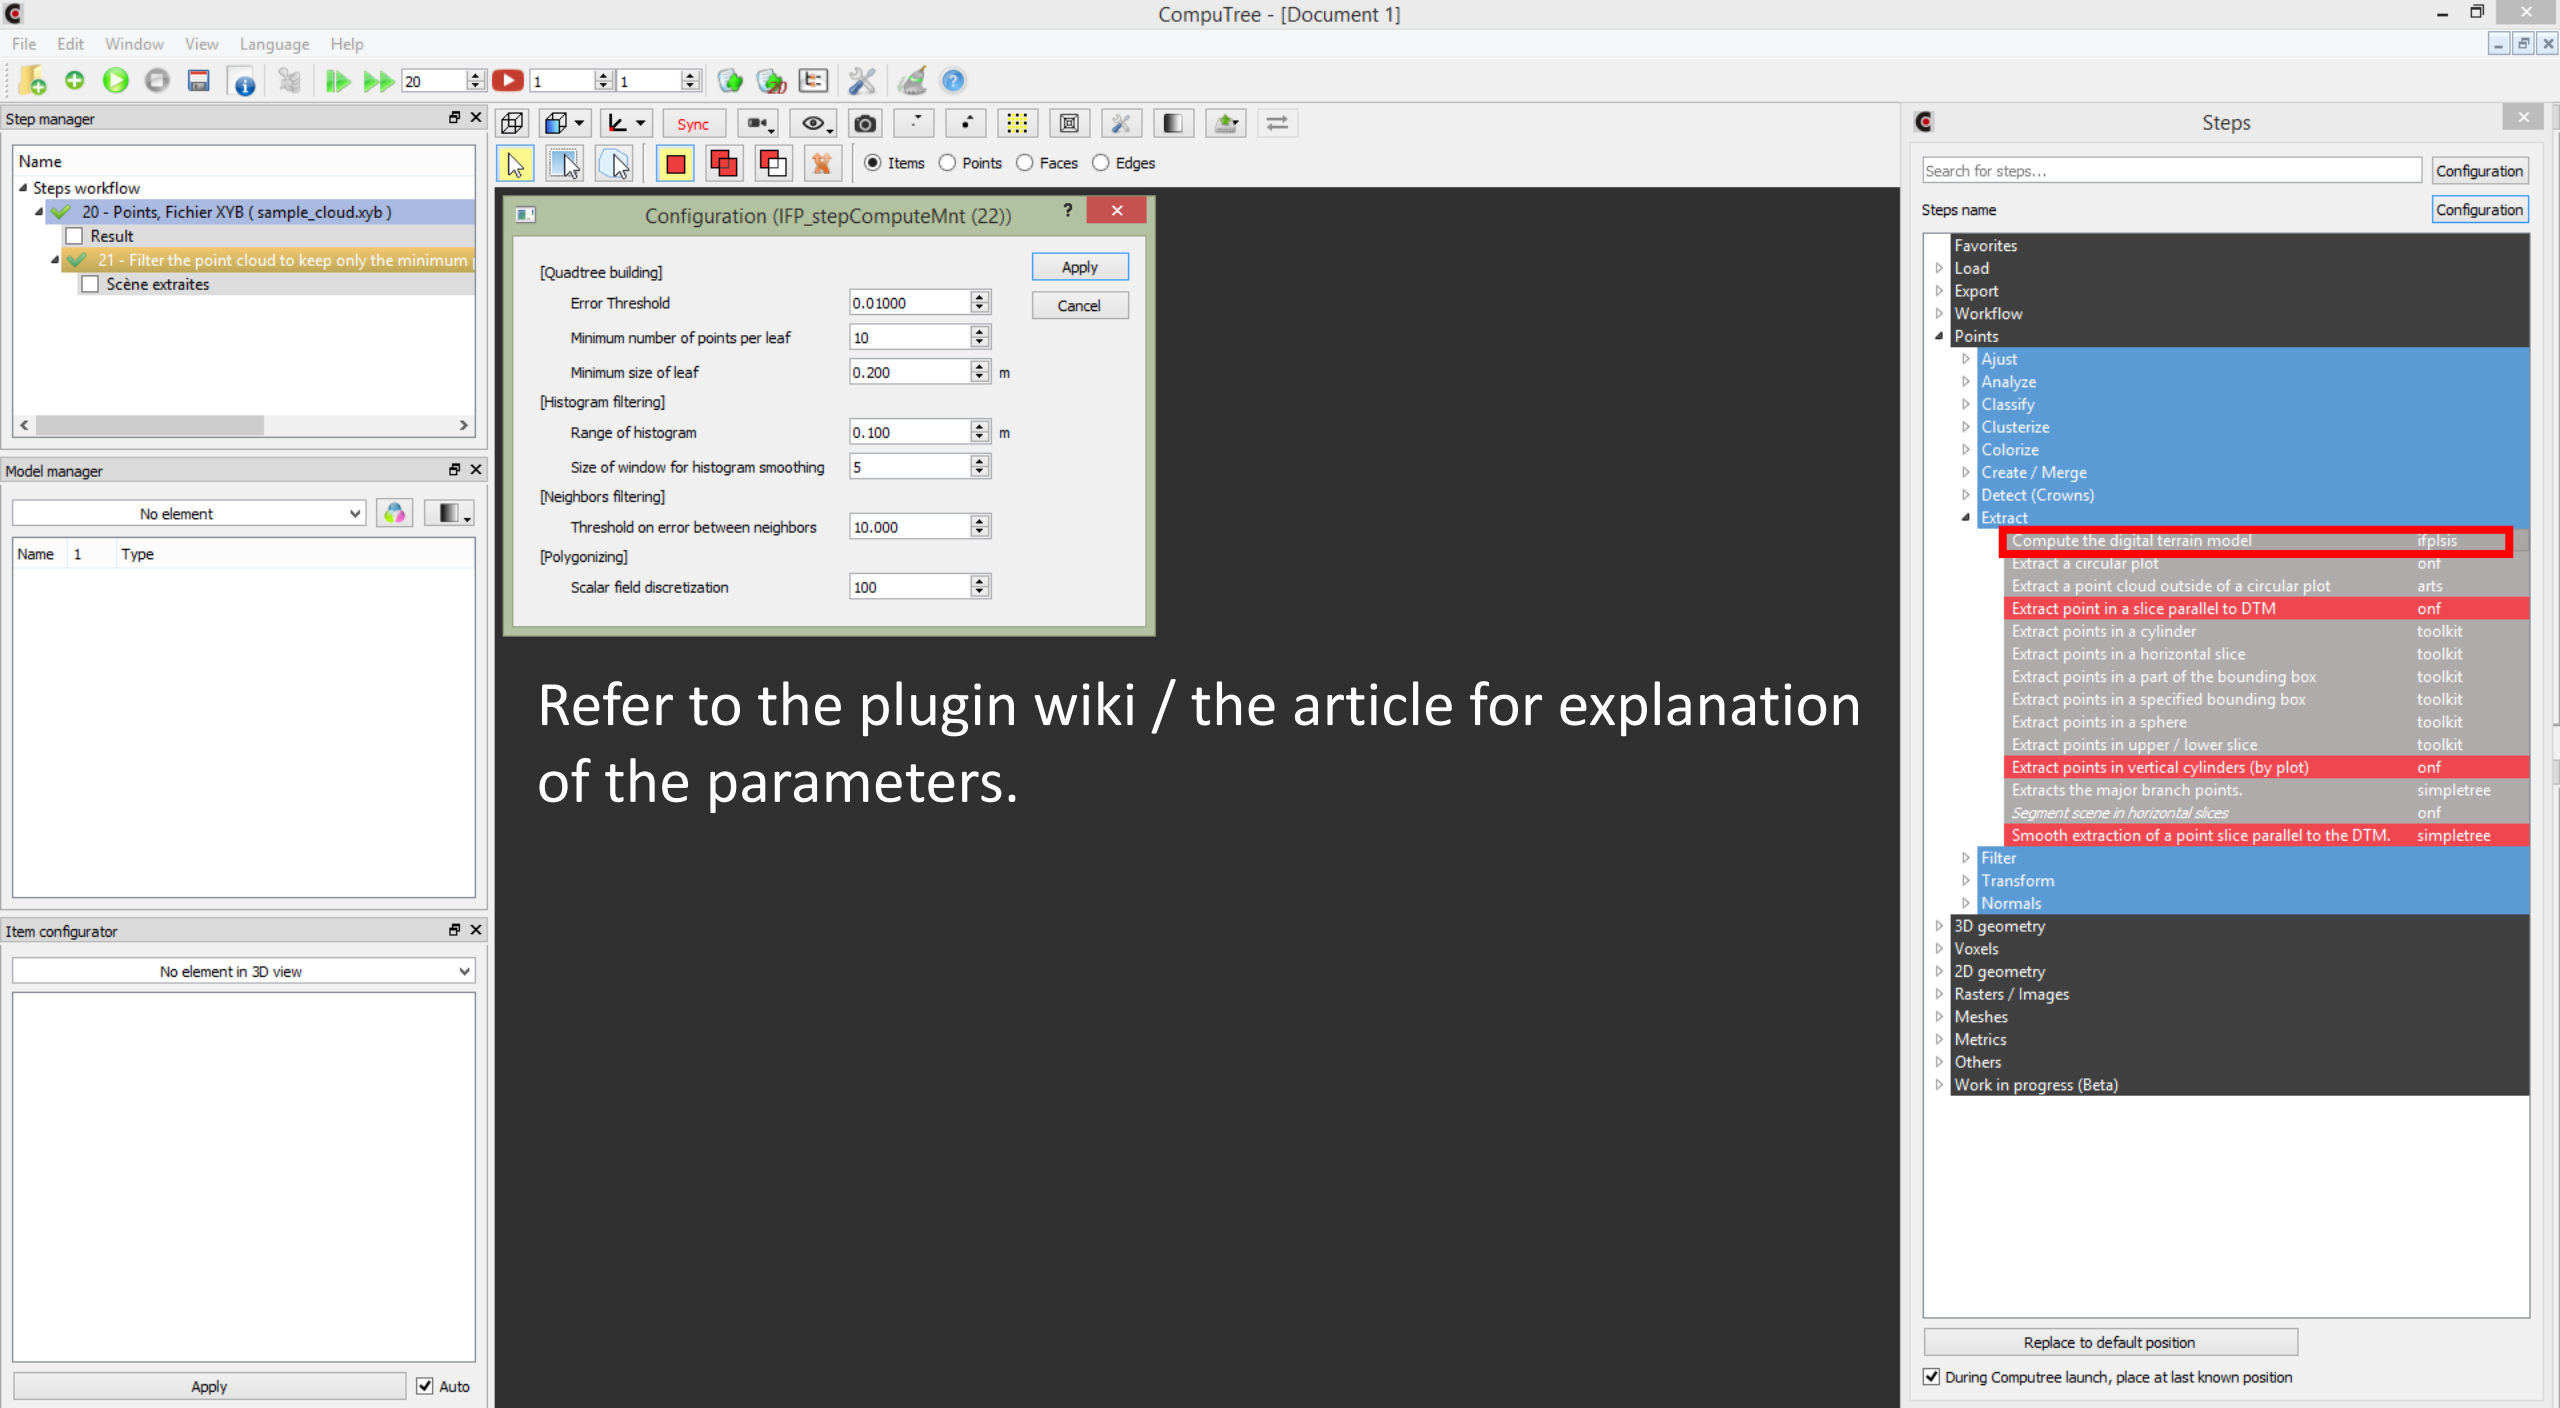 CompuTree - [Document 1]
File Edit Window View Language Help
20 1 1
Step manager
Name
Steps workflow
20 - Points, Fichier XYB ( sample_cloud.xyb )
Result
21 - Filter the point cloud to keep only the minimum
Scène extraites
Model manager
No element
Name 1 Type
Item configurator
No element in 3D view
Apply Auto
Sync
Items Points Faces Edges
Configuration (IFP_stepComputeMnt (22)) ?
[Quadtree building] Apply
Error Threshold 0.01000 Cancel
Minimum number of points per leaf 10
Minimum size of leaf 0.200 m
[Histogram filtering]
Range of histogram 0.100 m
Size of window for histogram smoothing 5
[Neighbors filtering]
Threshold on error between neighbors 10.000
[Polygonizing]
Scalar field discretization 100
Refer to the plugin wiki / the article for explanation
of the parameters.
Steps
Search for steps... Configuration
Steps name Configuration
Favorites
Load
Export
Workflow
Points
Ajust
Analyze
Classify
Clusterize
Colorize
Create / Merge
Detect (Crowns)
Extract
Compute the digital terrain model ifplsis
Extract a circular plot onf
Extract a point cloud outside of a circular plot arts
Extract point in a slice parallel to DTM onf
Extract points in a cylinder toolkit
Extract points in a horizontal slice toolkit
Extract points in a part of the bounding box toolkit
Extract points in a specified bounding box toolkit
Extract points in a sphere toolkit
Extract points in upper / lower slice toolkit
Extract points in vertical cylinders (by plot) onf
Extracts the major branch points. simpletree
Segment scene in horizontal slices onf
Smooth extraction of a point slice parallel to the DTM. simpletree
Filter
Transform
Normals
3D geometry
Voxels
2D geometry
Rasters / Images
Meshes
Metrics
Others
Work in progress (Beta)
Replace to default position
During Computree launch, place at last known position